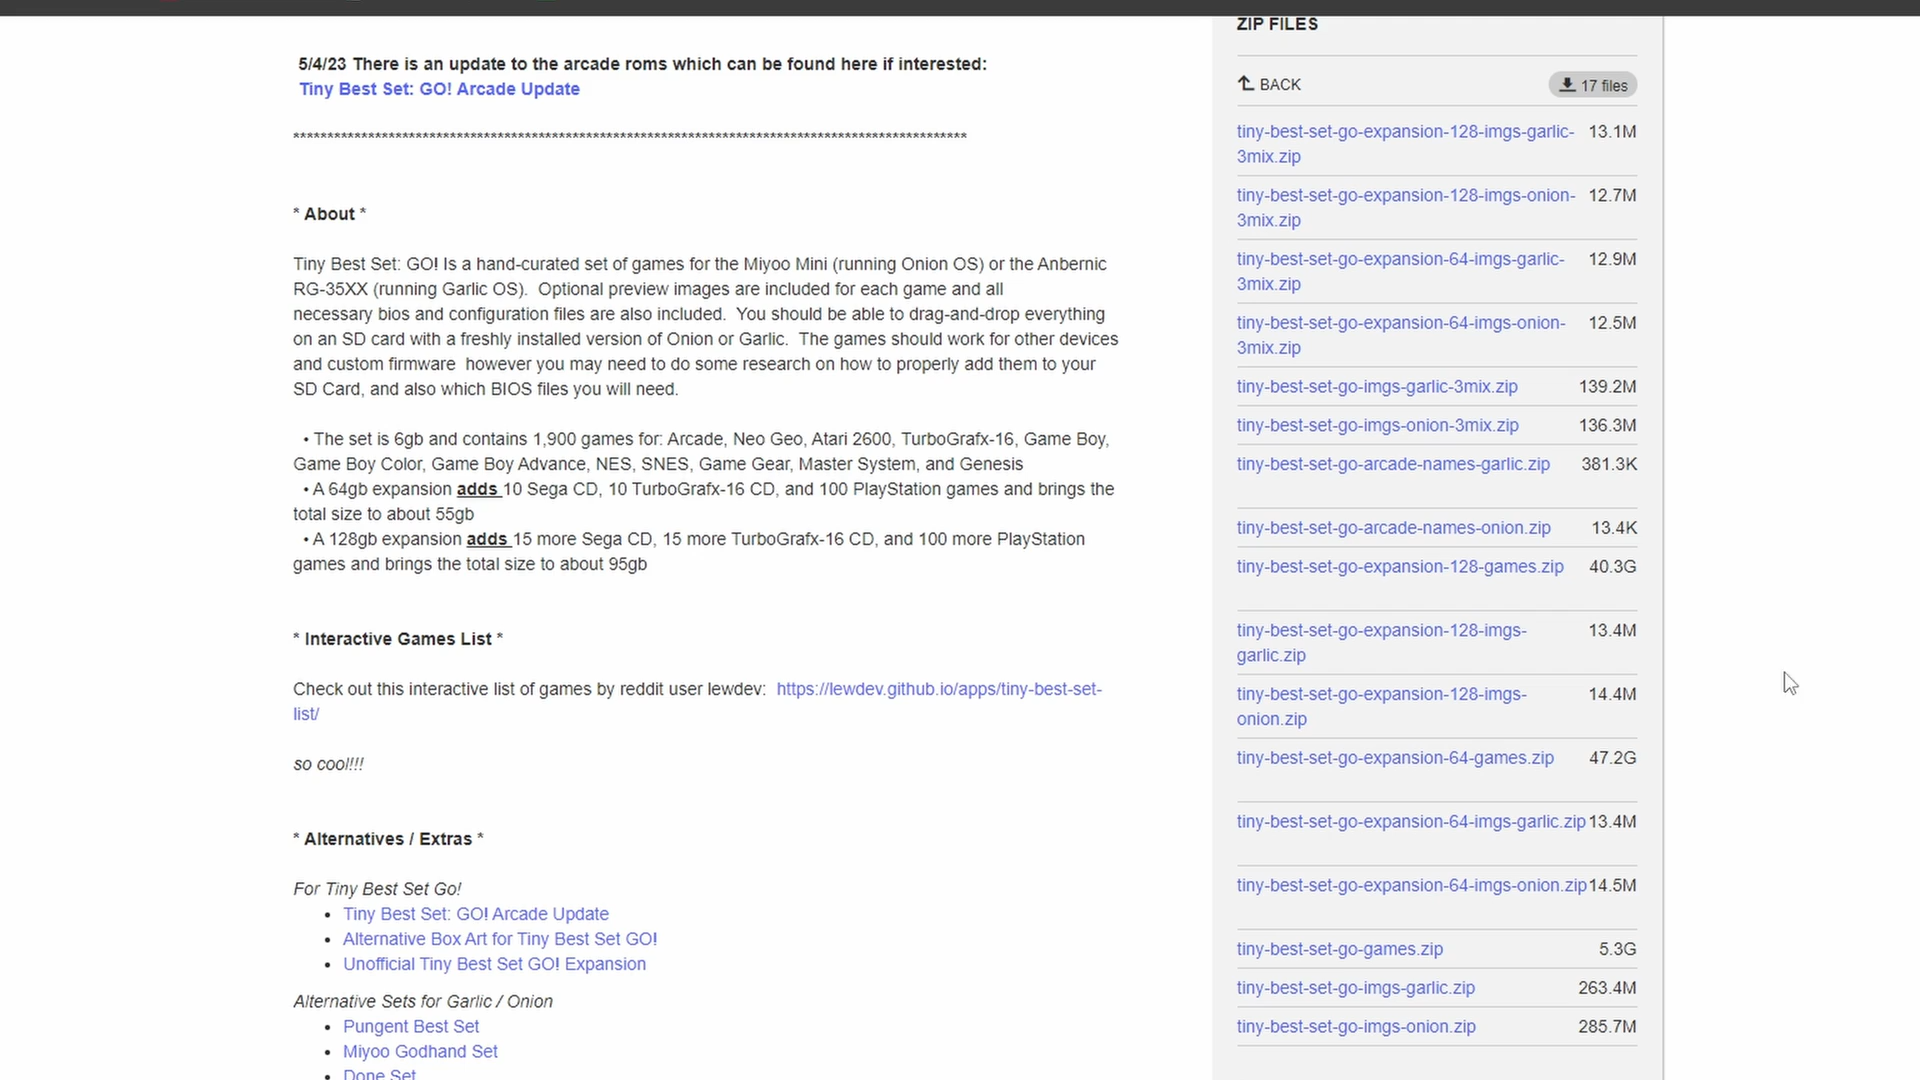 5/4/23 There is an update to the arcade roms which can be found here if interested:
Tiny Best Set: GO! Arcade Update
****************************************************************************************************
* About *
Tiny Best Set: GO! Is a hand-curated set of games for the Miyoo Mini (running Onion OS) or the Anbernic
RG-35XX (running Garlic OS).  Optional preview images are included for each game and all
necessary bios and configuration files are also included.  You should be able to drag-and-drop everything
on an SD card with a freshly installed version of Onion or Garlic.  The games should work for other devices
and custom firmware  however you may need to do some research on how to properly add them to your
SD Card, and also which BIOS files you will need.
• The set is 6gb and contains 1,900 games for: Arcade, Neo Geo, Atari 2600, TurboGrafx-16, Game Boy,
Game Boy Color, Game Boy Advance, NES, SNES, Game Gear, Master System, and Genesis
• A 64gb expansion adds 10 Sega CD, 10 TurboGrafx-16 CD, and 100 PlayStation games and brings the
total size to about 55gb
• A 128gb expansion adds 15 more Sega CD, 15 more TurboGrafx-16 CD, and 100 more PlayStation
games and brings the total size to about 95gb
* Interactive Games List *
Check out this interactive list of games by reddit user lewdev:  https://lewdev.github.io/apps/tiny-best-set-
list/
so cool!!!
* Alternatives / Extras *
For Tiny Best Set Go!
• Tiny Best Set: GO! Arcade Update
• Alternative Box Art for Tiny Best Set GO!
• Unofficial Tiny Best Set GO! Expansion
Alternative Sets for Garlic / Onion
• Pungent Best Set
• Miyoo Godhand Set
• Done Set
ZIP FILES
BACK 17 files
tiny-best-set-go-expansion-128-imgs-garlic- 13.1M
3mix.zip
tiny-best-set-go-expansion-128-imgs-onion- 12.7M
3mix.zip
tiny-best-set-go-expansion-64-imgs-garlic- 12.9M
3mix.zip
tiny-best-set-go-expansion-64-imgs-onion- 12.5M
3mix.zip
tiny-best-set-go-imgs-garlic-3mix.zip 139.2M
tiny-best-set-go-imgs-onion-3mix.zip 136.3M
tiny-best-set-go-arcade-names-garlic.zip 381.3K
tiny-best-set-go-arcade-names-onion.zip 13.4K
tiny-best-set-go-expansion-128-games.zip 40.3G
tiny-best-set-go-expansion-128-imgs- 13.4M
garlic.zip
tiny-best-set-go-expansion-128-imgs- 14.4M
onion.zip
tiny-best-set-go-expansion-64-games.zip 47.2G
tiny-best-set-go-expansion-64-imgs-garlic.zip 13.4M
tiny-best-set-go-expansion-64-imgs-onion.zip 14.5M
tiny-best-set-go-games.zip 5.3G
tiny-best-set-go-imgs-garlic.zip 263.4M
tiny-best-set-go-imgs-onion.zip 285.7M